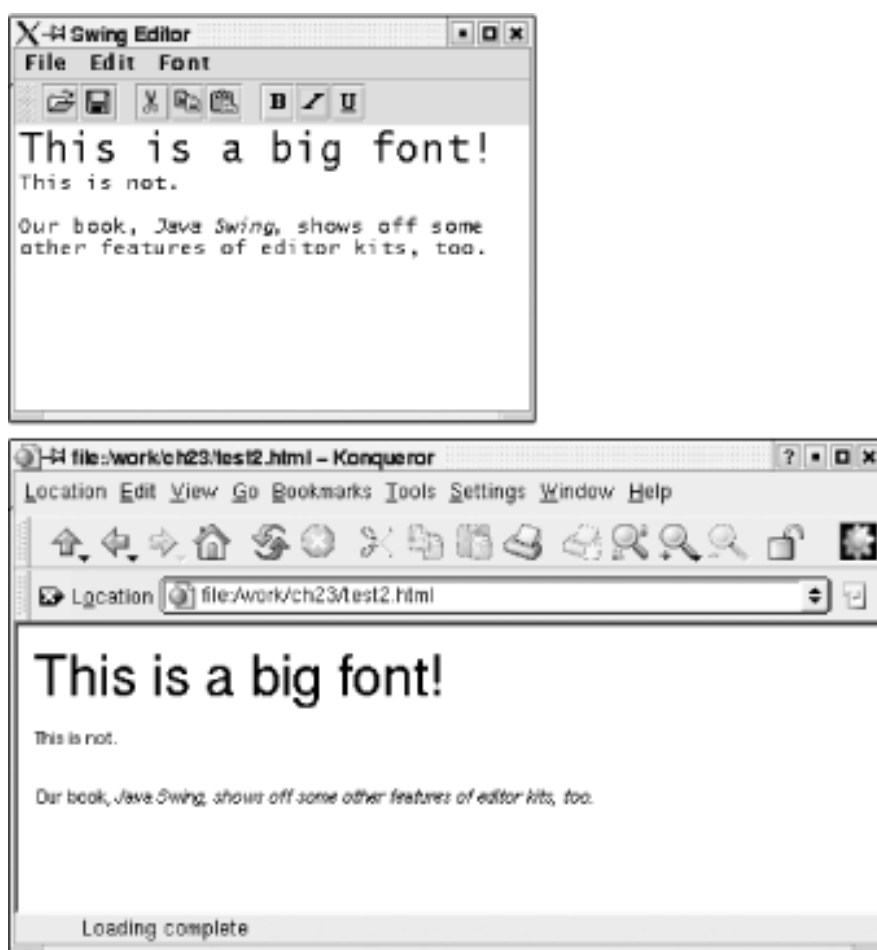 Swing Editor
File Edit Font
B I U
This is a big font!
This is not.
Our book, Java Swing, shows off some
other features of editor kits, too.
file:/work/ch23/test2.html – Konqueror
Location Edit View Go Bookmarks Tools Settings Window Help
Location file:/work/ch23/test2.html
This is a big font!
This is not.
Our book, Java Swing, shows off some other features of editor kits, too.
Loading complete